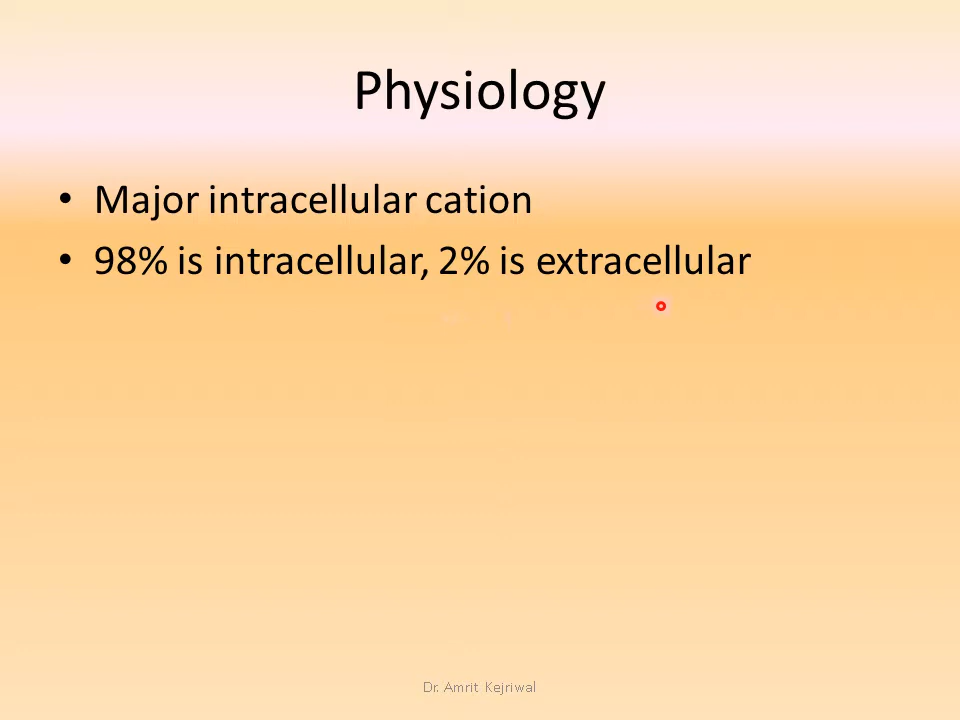 Physiology
• Major intracellular cation
• 98% is intracellular, 2% is extracellular
Dr. Amrit Kejriwal